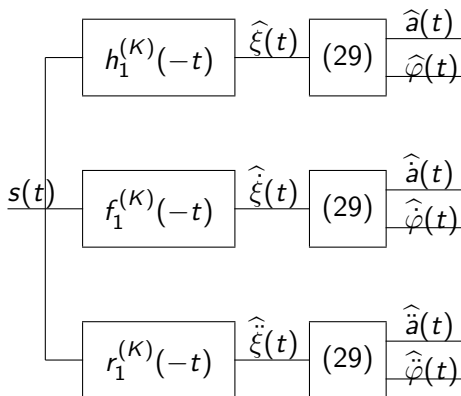 h₁^(K)(−t) ξ̂(t) (29) â(t)
φ̂(t)
s(t) f₁^(K)(−t) ξ̇̂(t) (29) ȧ̂(t)
φ̇̂(t)
r₁^(K)(−t) ξ̈̂(t) (29) ä̂(t)
φ̈̂(t)